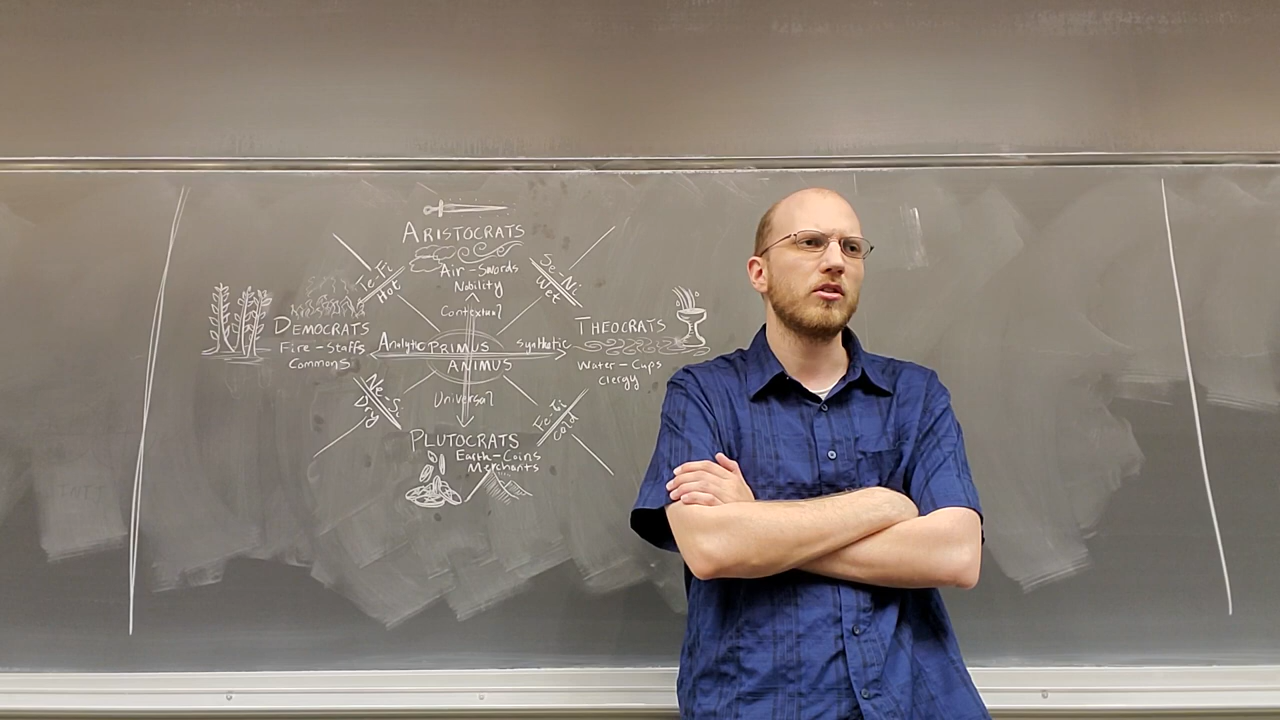 ARISTOCRATS
Air - Swords
Nobility
Te-Fi
Hot
Se-Ni
Wet
Contextual
DEMOCRATS
Fire - Staffs
Commons
Analytic PRIMUS synthetic
ANIMUS
THEOCRATS
Water - Cups
Clergy
Ne-Si
Dry
Universal
Fe-Ti
Cold
PLUTOCRATS
Earth - Coins
Merchants